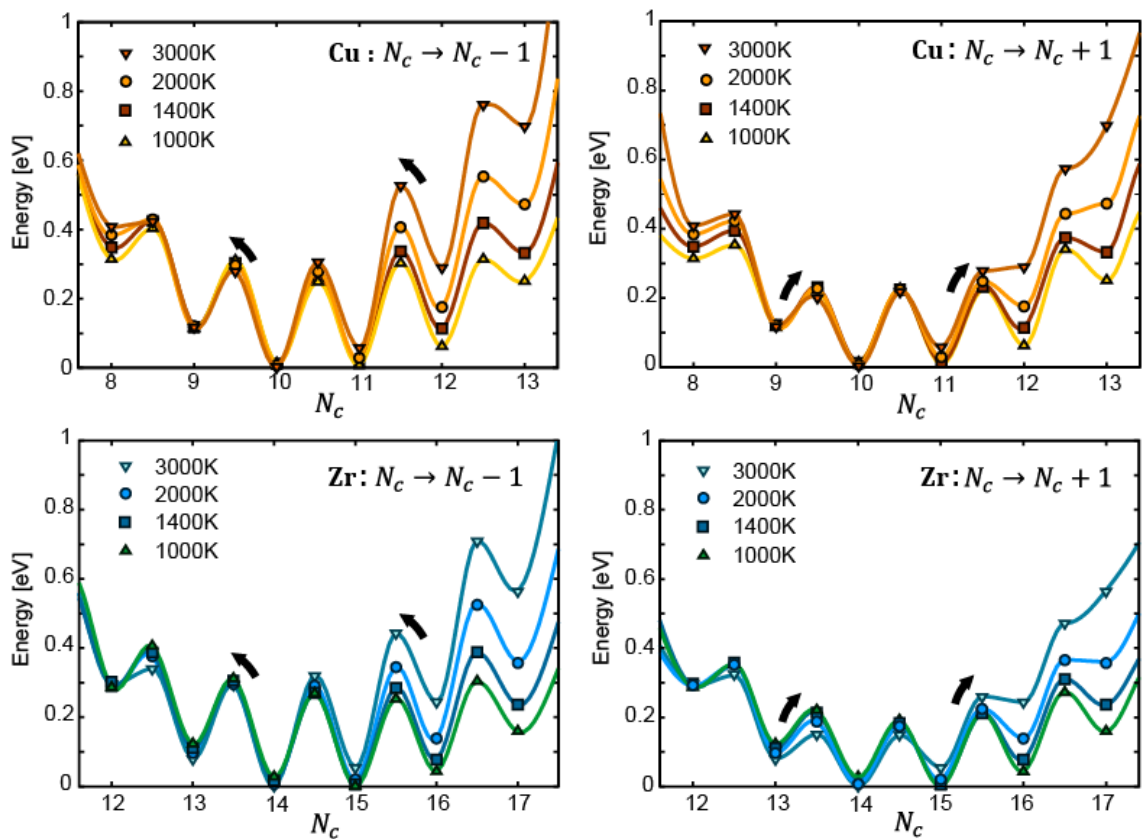 Cu : Nc → Nc − 1
3000K
2000K
1400K
1000K
Energy [eV]
1
0.8
0.6
0.4
0.2
0
8 9 10 11 12 13
Nc
Cu: Nc → Nc + 1
3000K
2000K
1400K
1000K
Energy [eV]
1
0.8
0.6
0.4
0.2
0
8 9 10 11 12 13
Nc
Zr: Nc → Nc − 1
3000K
2000K
1400K
1000K
Energy [eV]
1
0.8
0.6
0.4
0.2
0
12 13 14 15 16 17
Nc
Zr: Nc → Nc + 1
3000K
2000K
1400K
1000K
Energy [eV]
1
0.8
0.6
0.4
0.2
0
12 13 14 15 16 17
Nc